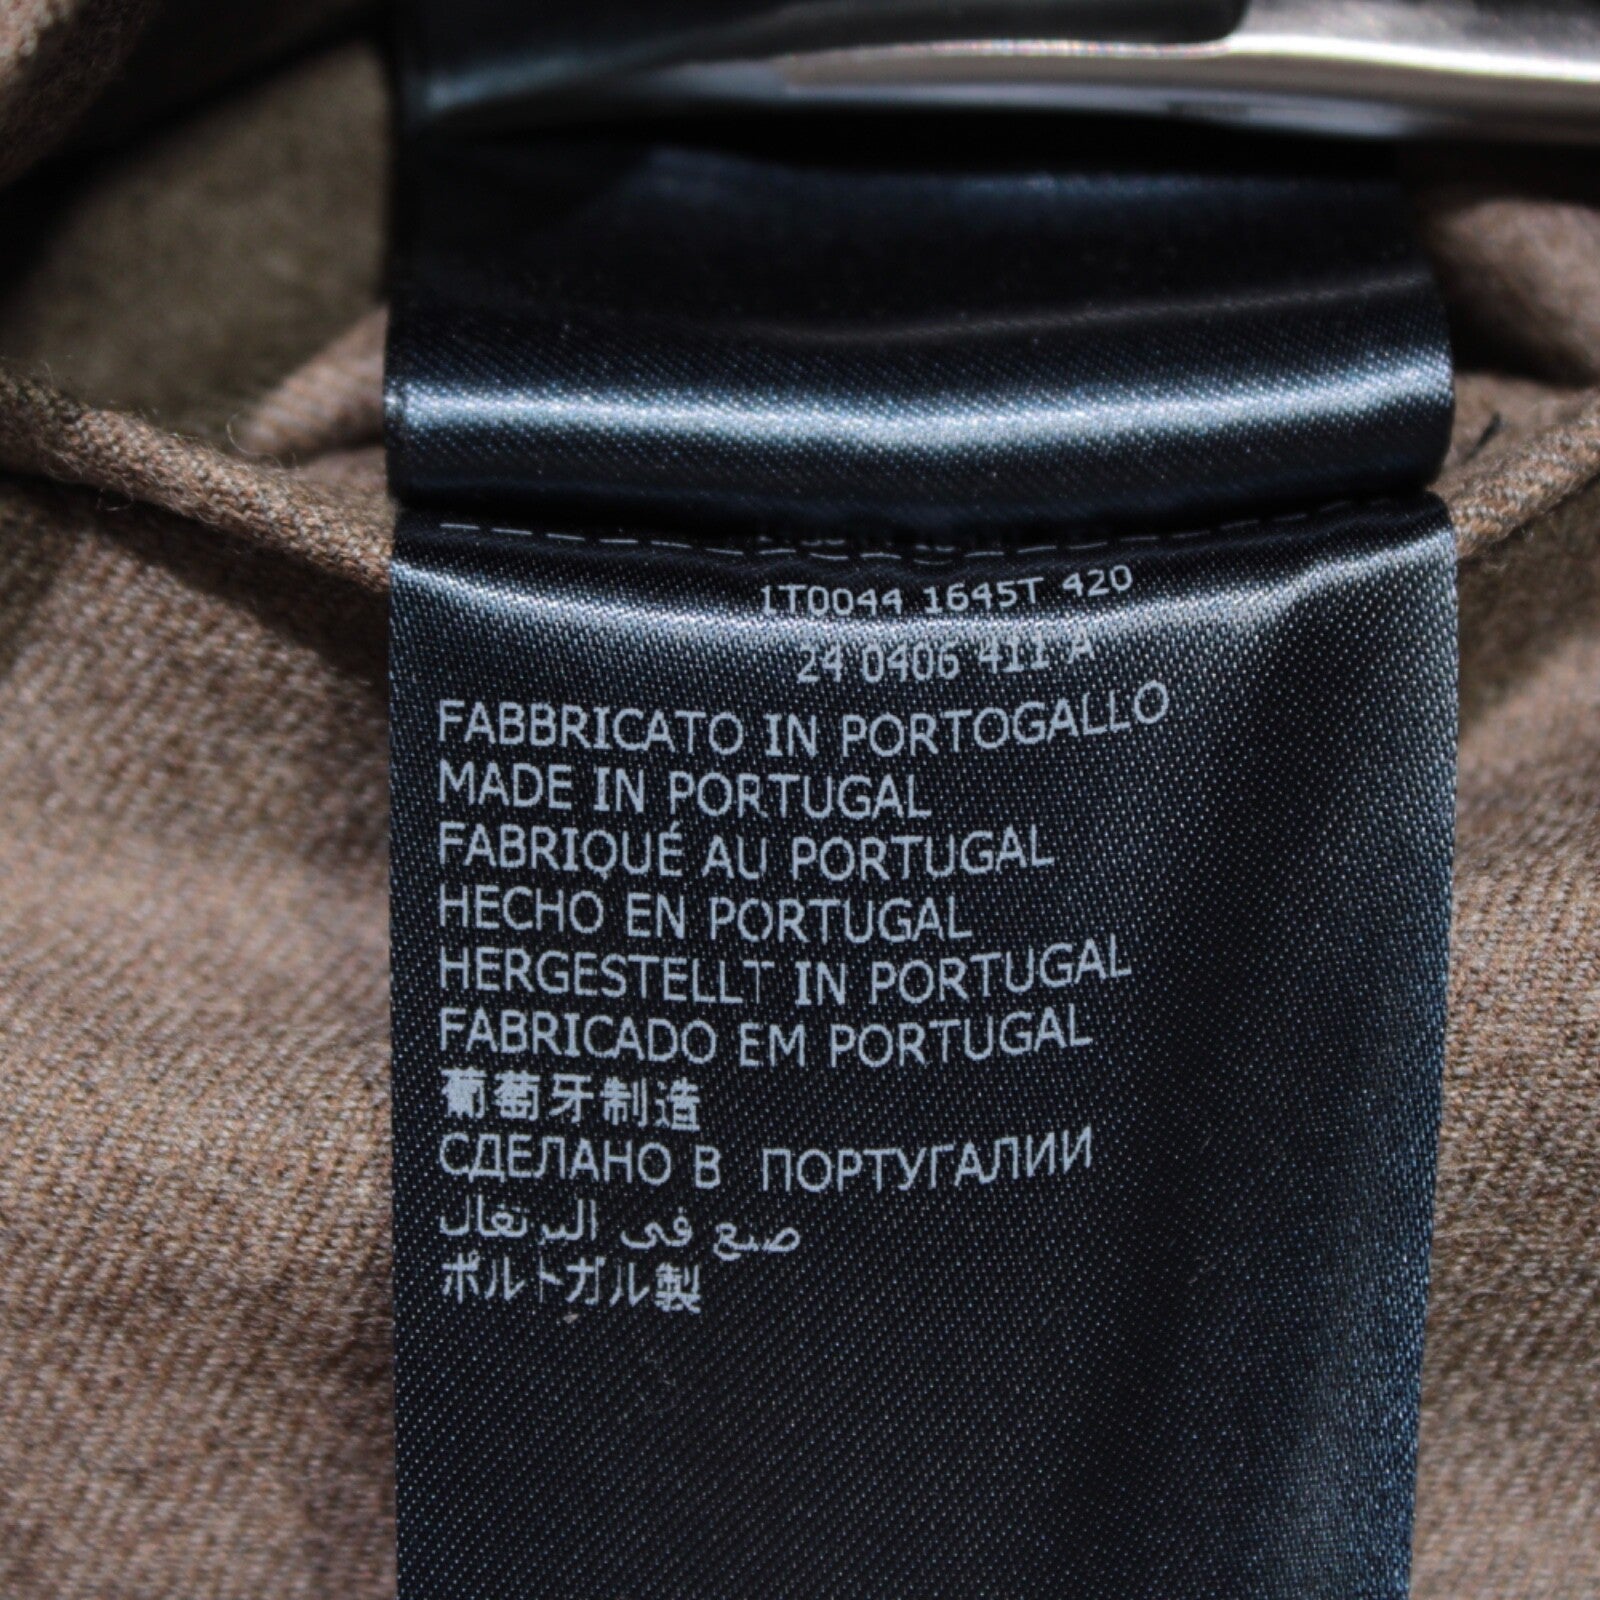 1T0044 1645T 420
24 0406 411 A
FABBRICATO IN PORTOGALLO
MADE IN PORTUGAL
FABRIQUÉ AU PORTUGAL
HECHO EN PORTUGAL
HERGESTELLT IN PORTUGAL
FABRICADO EM PORTUGAL
葡萄牙制造
СДЕЛАНО В ПОРТУГАЛИИ
صنع في البرتغال
ポルトガル製